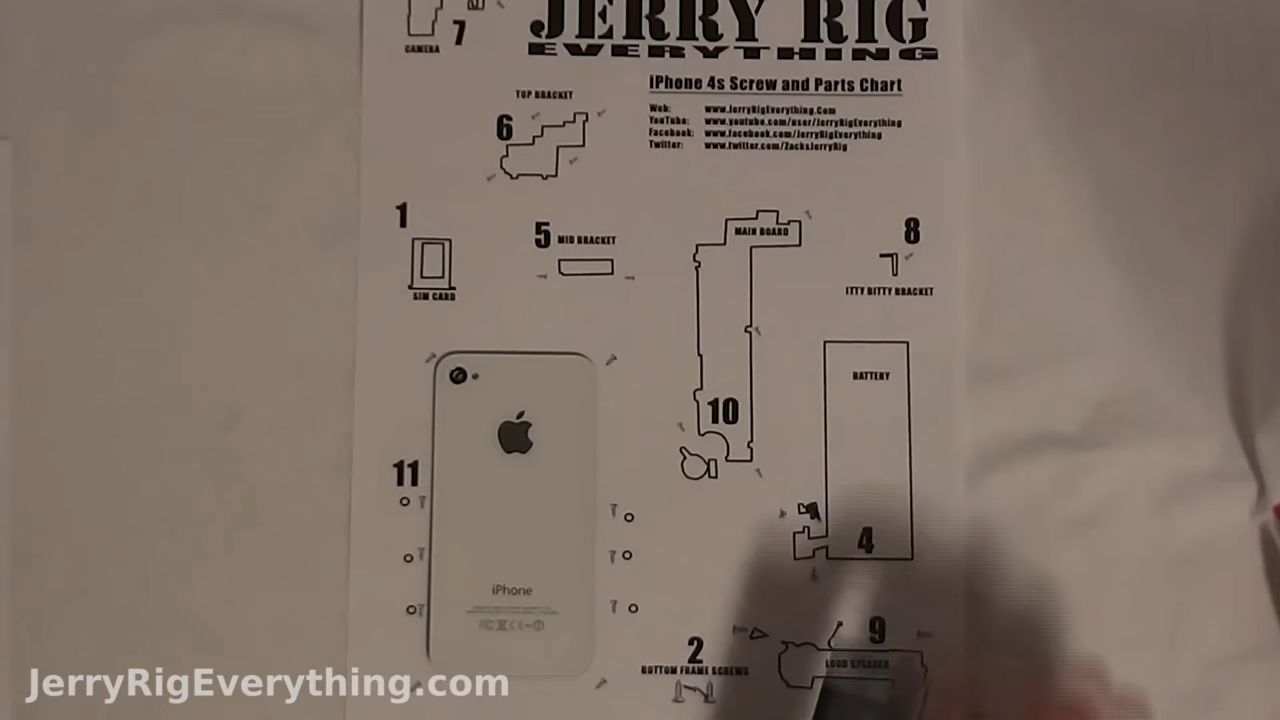 JERRY RIG
EVERYTHING
CAMERA
7
iPhone 4s Screw and Parts Chart
Web: www.JerryRigEverything.Com
YouTube: www.youtube.com/user/JerryRigEverything
Facebook: www.facebook.com/JerryRigEverything
Twitter: www.twitter.com/ZacksJerryRig
TOP BRACKET
6
1
SIM CARD
5 MID BRACKET
MAIN BOARD
10
8
ITTY BITTY BRACKET
BATTERY
4
11
iPhone
2
BOTTOM FRAME SCREWS
9
LOUD SPEAKER
JerryRigEverything.com